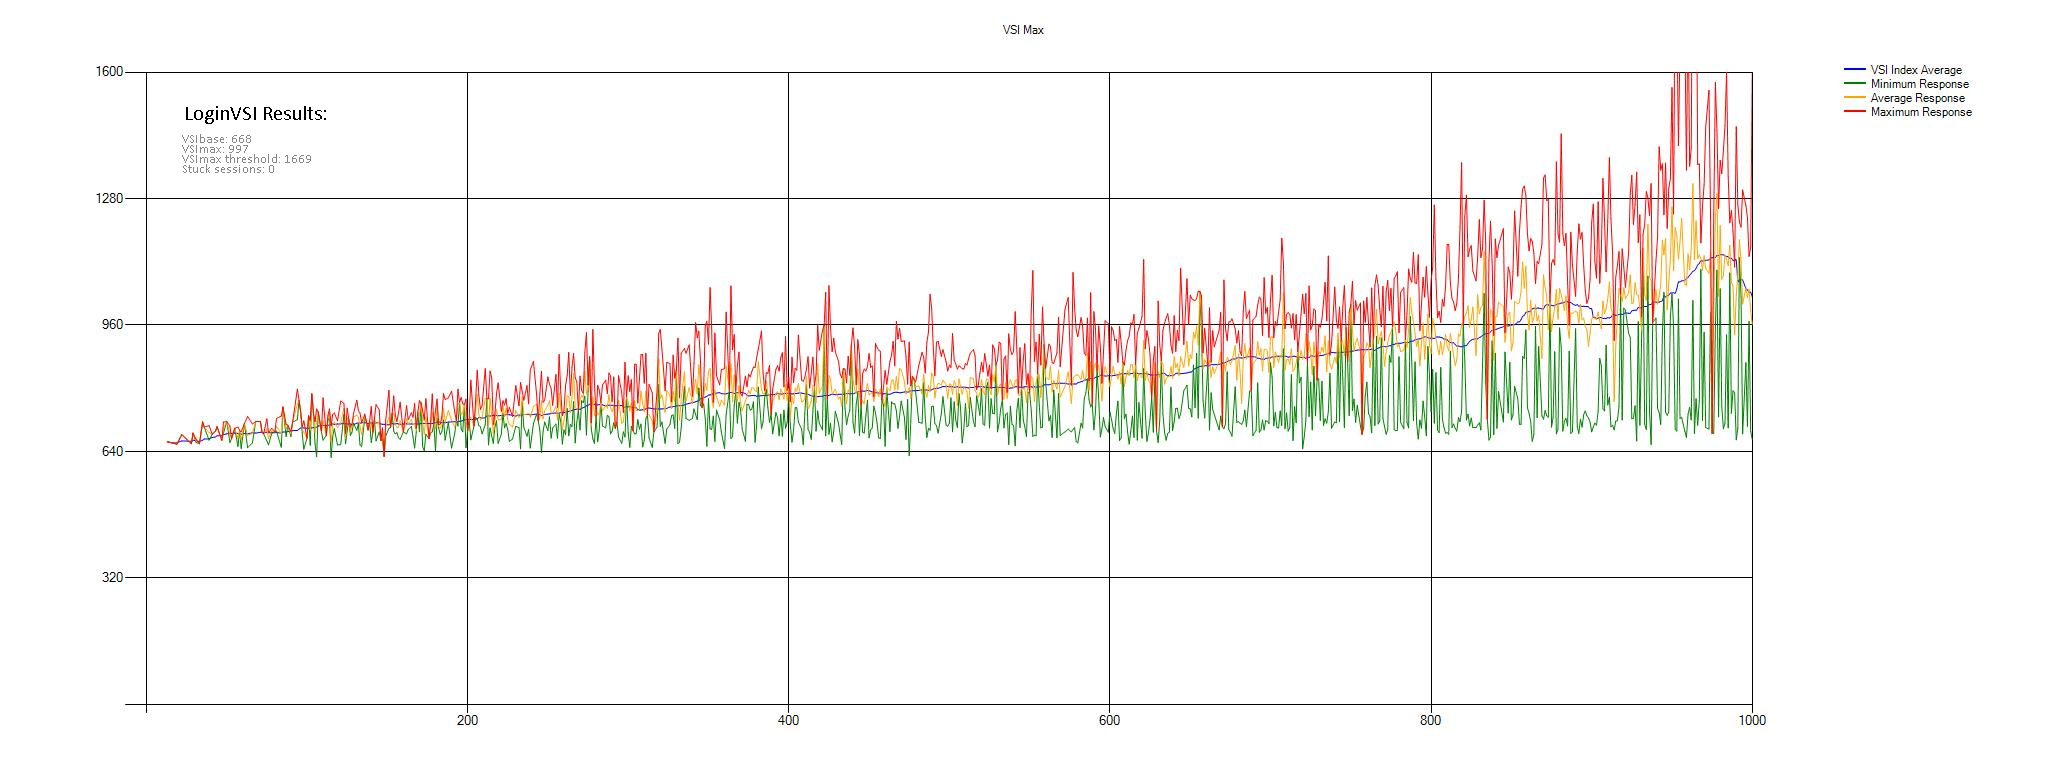 VSI Max
1600
1280
960
640
320
LoginVSI Results:
VSIbase: 668
VSImax: 997
VSImax threshold: 1669
Stuck sessions: 0
VSI Index Average
Minimum Response
Average Response
Maximum Response
200
400
600
800
1000